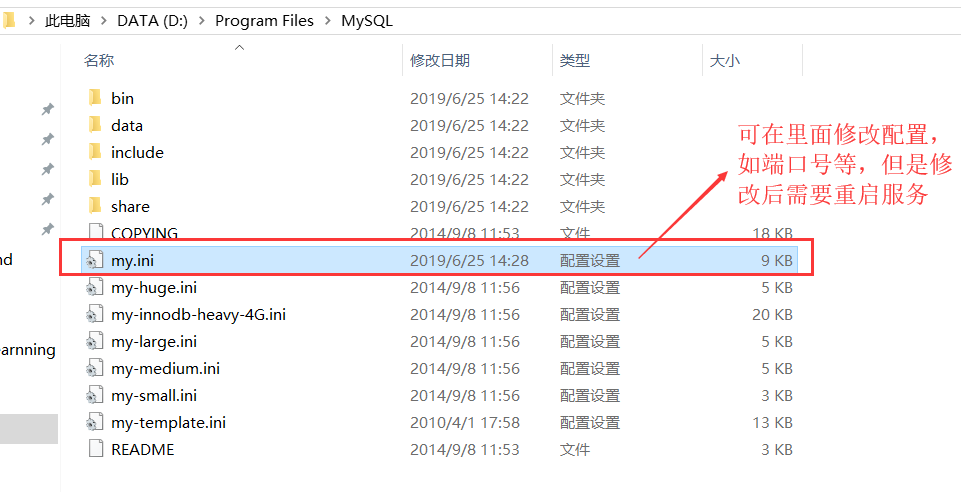 此电脑 > DATA (D:) > Program Files > MySQL
名称 修改日期 类型 大小
bin 2019/6/25 14:22 文件夹
data 2019/6/25 14:22 文件夹
include 2019/6/25 14:22 文件夹
lib 2019/6/25 14:22 文件夹
share 2019/6/25 14:22 文件夹
COPYING 2014/9/8 11:53 文件 18 KB
my.ini 2019/6/25 14:28 配置设置 9 KB
my-huge.ini 2014/9/8 11:56 配置设置 5 KB
my-innodb-heavy-4G.ini 2014/9/8 11:56 配置设置 20 KB
my-large.ini 2014/9/8 11:56 配置设置 5 KB
my-medium.ini 2014/9/8 11:56 配置设置 5 KB
my-small.ini 2014/9/8 11:56 配置设置 3 KB
my-template.ini 2010/4/1 17:58 配置设置 13 KB
README 2014/9/8 11:53 文件 3 KB
可在里面修改配置，
如端口号等，但是修
改后需要重启服务
nd
earnning